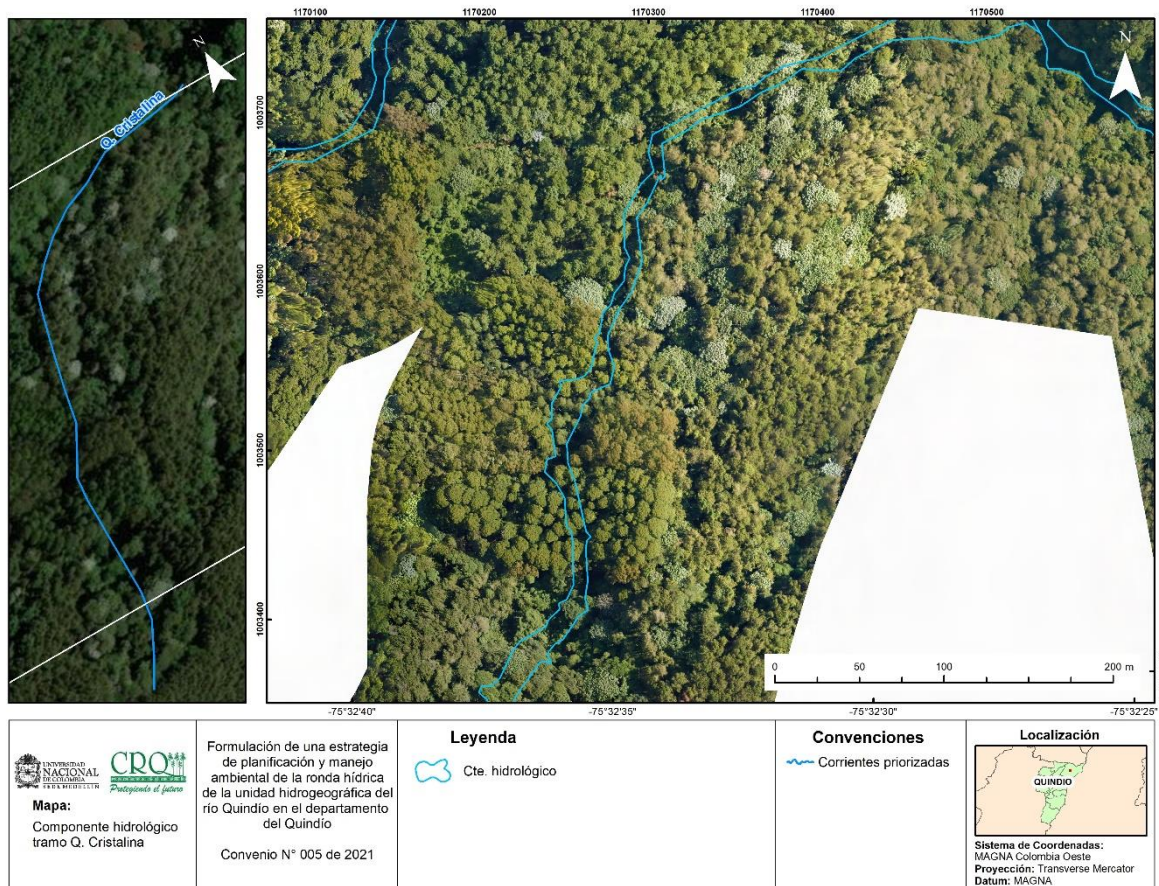 1170100
1170200
1170300
1170400
1170500
N
Q. Cristalina
N
1003700
1003600
1003500
1003400
0 50 100 200 m
-75°32'40"
-75°32'35"
-75°32'30"
-75°32'25"
UNIVERSIDAD
NACIONAL
DE COLOMBIA
SEDE MEDELLÍN
CRQ
Protegiendo el futuro
Mapa:
Componente hidrológico
tramo Q. Cristalina
Formulación de una estrategia
de planificación y manejo
ambiental de la ronda hídrica
de la unidad hidrogeográfica del
río Quindío en el departamento
del Quindío
Convenio N° 005 de 2021
Leyenda
Cte. hidrológico
Convenciones
Corrientes priorizadas
Localización
QUINDIO
Sistema de Coordenadas:
MAGNA Colombia Oeste
Proyección: Transverse Mercator
Datum: MAGNA